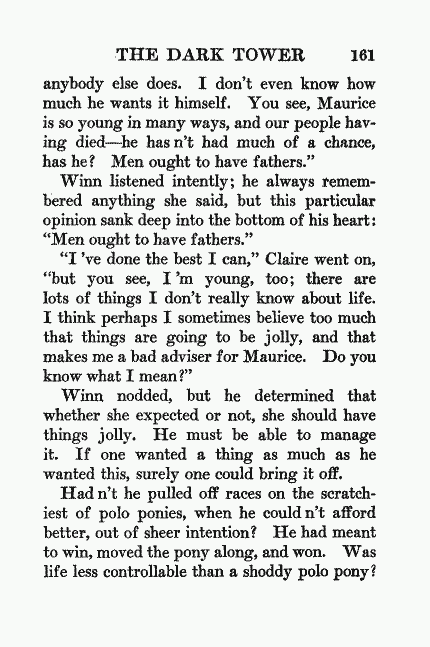 THE DARK TOWER 161
anybody else does. I don't even know how
much he wants it himself. You see, Maurice
is so young in many ways, and our people hav-
ing died—he has n't had much of a chance,
has he? Men ought to have fathers."
Winn listened intently; he always remem-
bered anything she said, but this particular
opinion sank deep into the bottom of his heart:
"Men ought to have fathers."
"I 've done the best I can," Claire went on,
"but you see, I 'm young, too; there are
lots of things I don't really know about life.
I think perhaps I sometimes believe too much
that things are going to be jolly, and that
makes me a bad adviser for Maurice. Do you
know what I mean?"
Winn nodded, but he determined that
whether she expected or not, she should have
things jolly. He must be able to manage
it. If one wanted a thing as much as he
wanted this, surely one could bring it off.
Had n't he pulled off races on the scratch-
iest of polo ponies, when he could n't afford
better, out of sheer intention? He had meant
to win, moved the pony along, and won. Was
life less controllable than a shoddy polo pony?